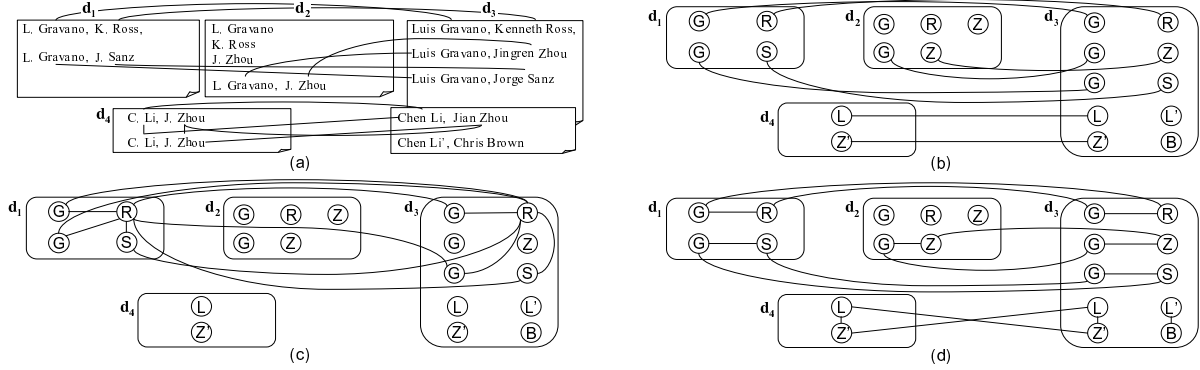 d1 d2 d3
L. Gravano, K. Ross,
L. Gravano, J. Sanz
L. Gravano
K. Ross
J. Zhou
L. Gravano, J. Zhou
Luis Gravano, Kenneth Ross,
Luis Gravano, Jingren Zhou
Luis Gravano, Jorge Sanz
d4
C. Li, J. Zhou
C. Li, J. Zhou
Chen Li, Jian Zhou
Chen Li', Chris Brown
(a)
d1 d2 d3
G R G R Z G R
G S G Z G Z
G S
d4 L L L'
Z' Z' B
(b)
d1 d2 d3
G R G R Z G R
G S G Z G Z
G S
d4 L L L'
Z' Z' B
(c)
d1 d2 d3
G R G R Z G R
G S G Z G Z
G S
d4 L L L'
Z' Z' B
(d)